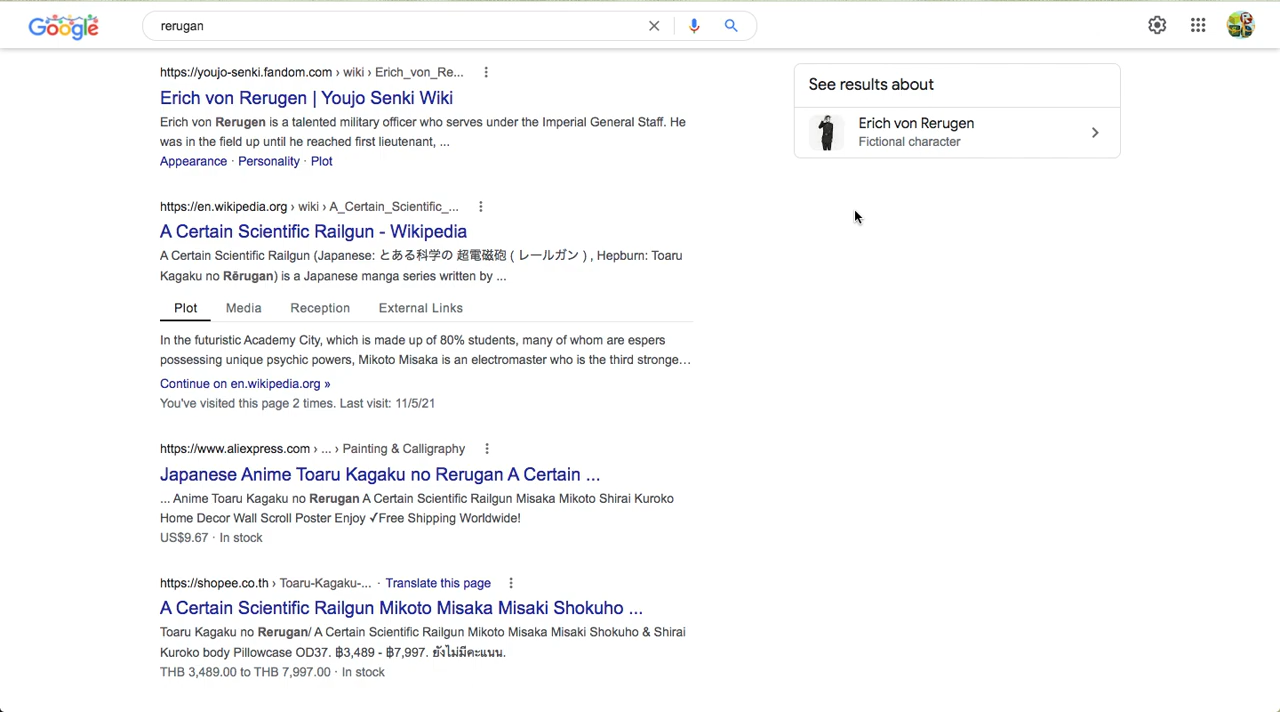 Google
rerugan
https://youjo-senki.fandom.com › wiki › Erich_von_Re...
Erich von Rerugen | Youjo Senki Wiki
Erich von Rerugen is a talented military officer who serves under the Imperial General Staff. He
was in the field up until he reached first lieutenant, ...
Appearance · Personality · Plot
https://en.wikipedia.org › wiki › A_Certain_Scientific_...
A Certain Scientific Railgun - Wikipedia
A Certain Scientific Railgun (Japanese: とある科学の 超電磁砲 ( レールガン ) , Hepburn: Toaru
Kagaku no Rērugan) is a Japanese manga series written by ...
Plot Media Reception External Links
In the futuristic Academy City, which is made up of 80% students, many of whom are espers
possessing unique psychic powers, Mikoto Misaka is an electromaster who is the third stronge...
Continue on en.wikipedia.org »
You've visited this page 2 times. Last visit: 11/5/21
https://www.aliexpress.com › ... › Painting & Calligraphy
Japanese Anime Toaru Kagaku no Rerugan A Certain ...
... Anime Toaru Kagaku no Rerugan A Certain Scientific Railgun Misaka Mikoto Shirai Kuroko
Home Decor Wall Scroll Poster Enjoy ✓Free Shipping Worldwide!
US$9.67 · In stock
https://shopee.co.th › Toaru-Kagaku-... · Translate this page
A Certain Scientific Railgun Mikoto Misaka Misaki Shokuho ...
Toaru Kagaku no Rerugan/ A Certain Scientific Railgun Mikoto Misaka Misaki Shokuho & Shirai
Kuroko body Pillowcase OD37. ฿3,489 - ฿7,997. ยังไม่มีคะแนน.
THB 3,489.00 to THB 7,997.00 · In stock
See results about
Erich von Rerugen
Fictional character